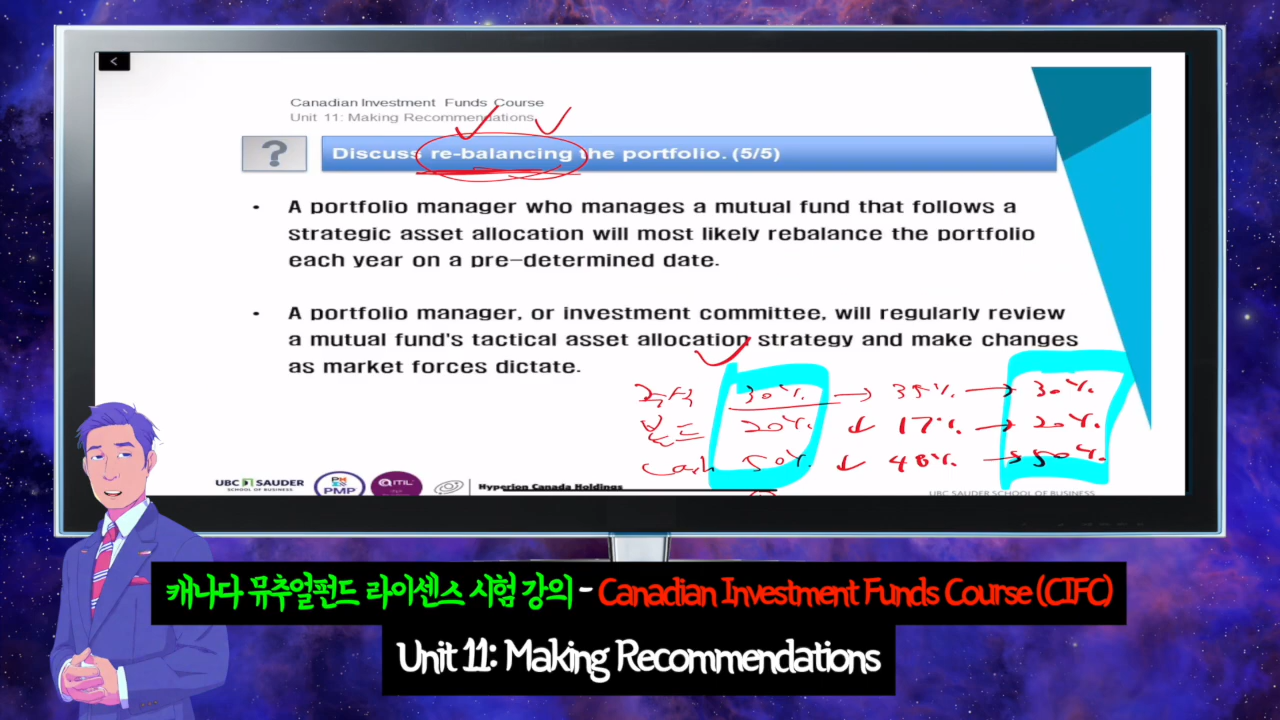 Canadian Investment Funds Course
Unit 11: Making Recommendations
?
Discuss re-balancing the portfolio. (5/5)
• A portfolio manager who manages a mutual fund that follows a
strategic asset allocation will most likely rebalance the portfolio
each year on a pre-determined date.
• A portfolio manager, or investment committee, will regularly review
a mutual fund's tactical asset allocation strategy and make changes
as market forces dictate.
주식 30% → 35% → 30%
본드 20% ↓ 17% → 20%
Cash 50% ↓ 48% → 50%
UBC SAUDER
SCHOOL OF BUSINESS
PMP
ITIL
Hyperion Canada Holdings
UBC SAUDER SCHOOL OF BUSINESS
캐나다 뮤추얼펀드 라이센스 시험 강의 - Canadian Investment Funds Course (CIFC)
Unit 11: Making Recommendations